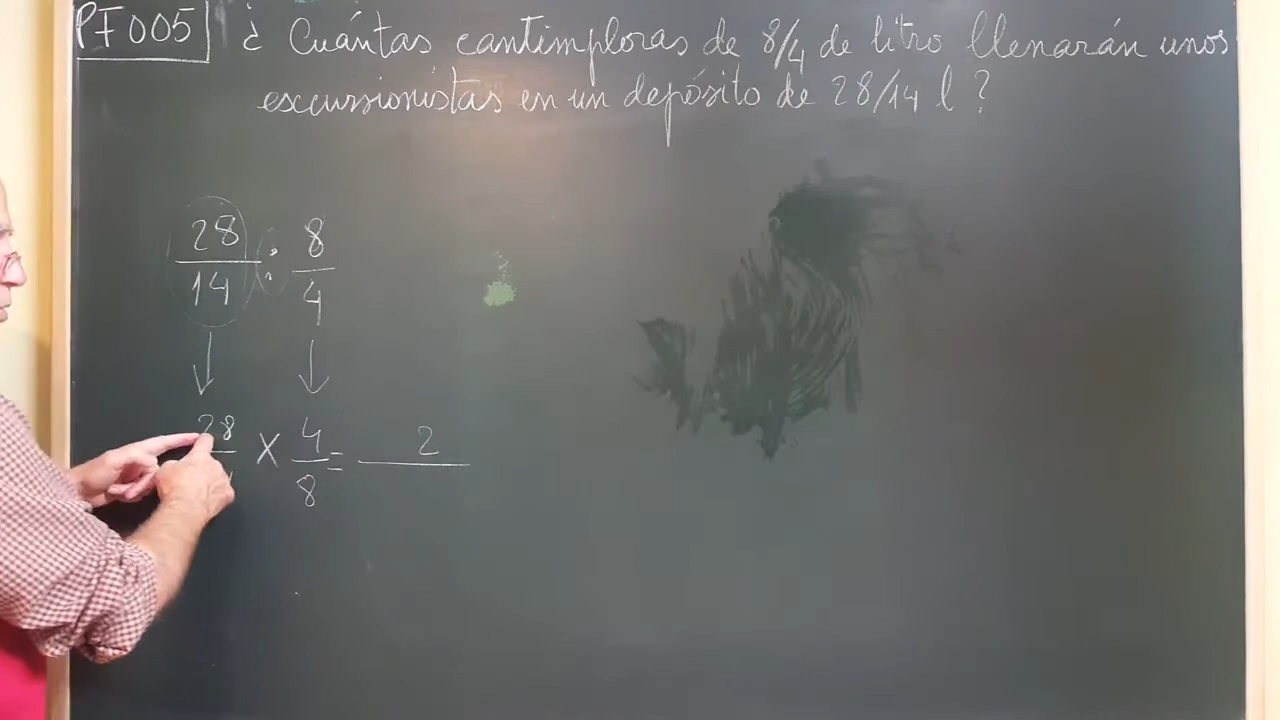 PF005 ¿Cuántas cantimploras de 8/4 de litro llenarán unos
excursionistas en un depósito de 28/14 l?
28/14 : 8/4
28 × 4/8 = 2